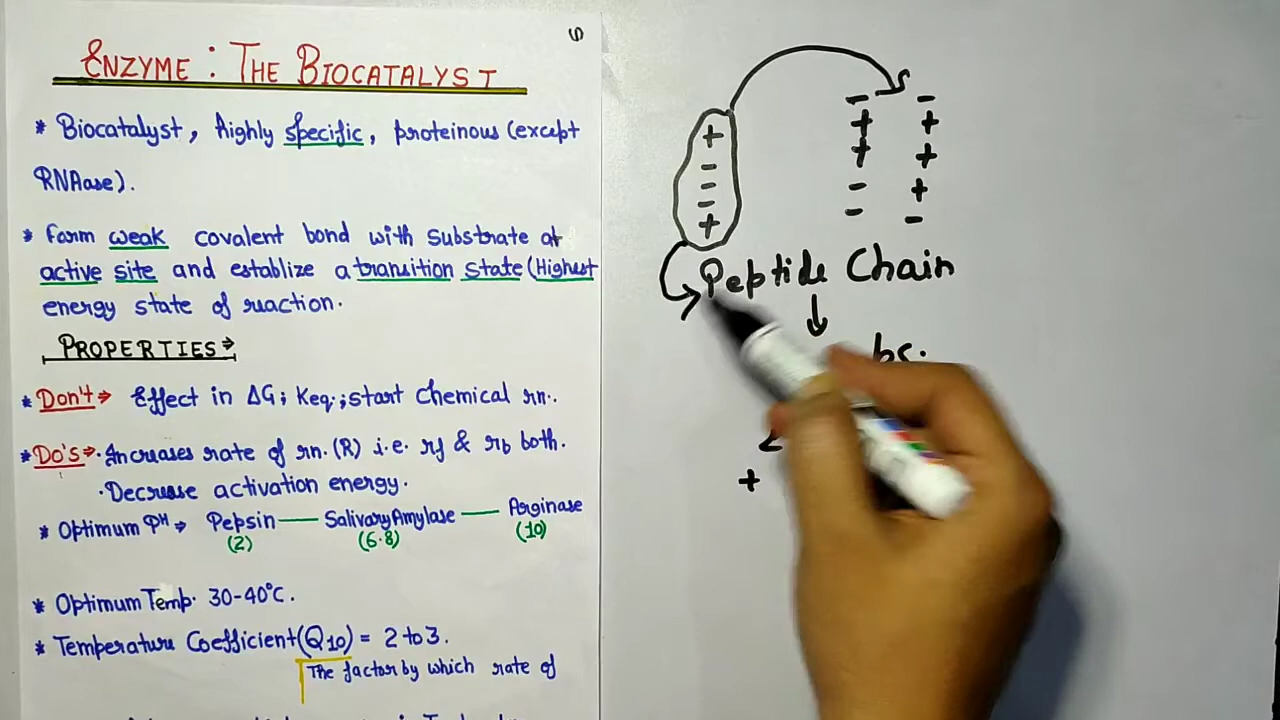 ENZYME : THE BIOCATALYST
* Biocatalyst, highly specific, proteinous (except
RNAase).
* Form weak covalent bond with substrate at
active site and establize a transition state (Highest
energy state of reaction.
PROPERTIES→
* Don't → Effect in ΔG; Keq.; start Chemical rn.
* Do's → · Increases rate of rn. (R) i.e. rf & rb both.
· Decrease activation energy.
* Optimum PH ⇒ Pepsin — Salivary Amylase — Arginase
(2) (6.8) (10)
* Optimum Temp. 30-40°C.
* Temperature Coefficient (Q10) = 2 to 3.
The factor by which rate of
+ - - - +
- + + - -
- + + + -
Peptide Chain
↓
+